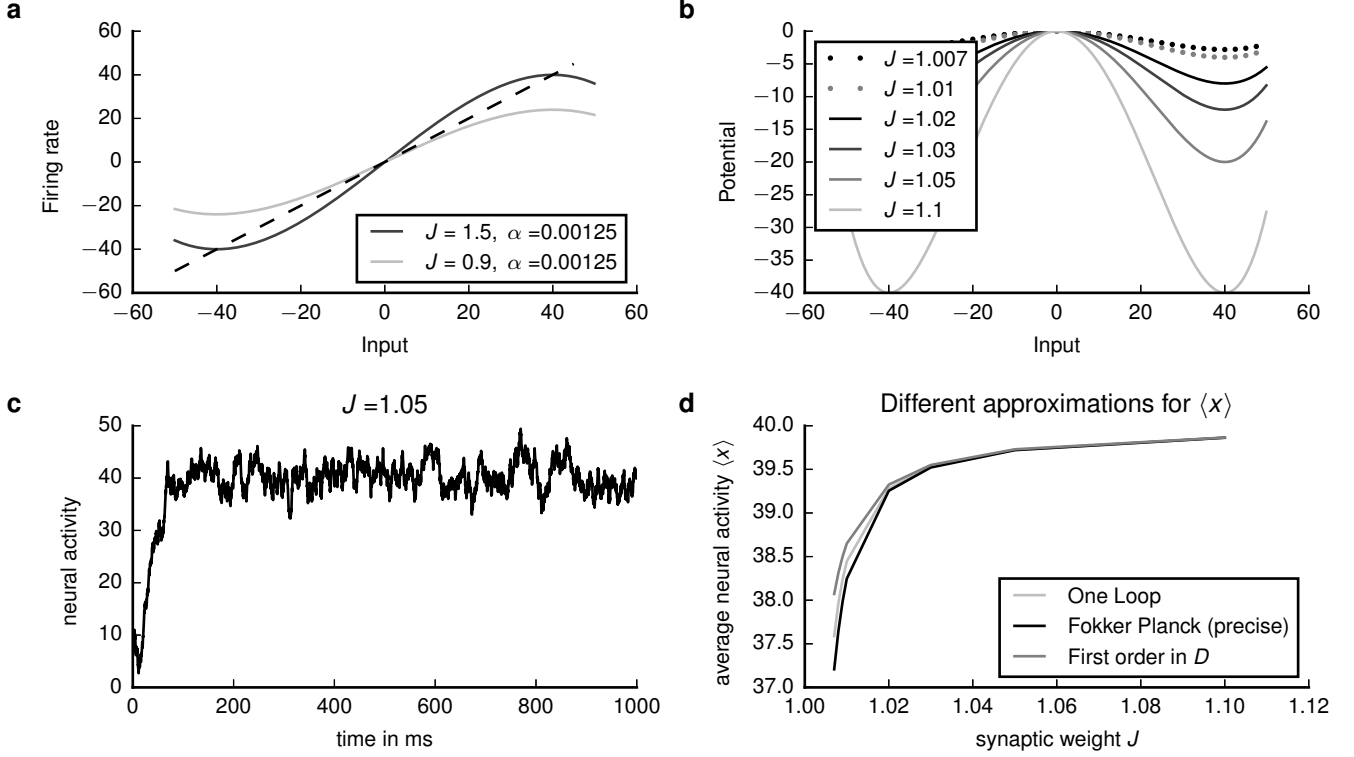 a
60
40
20
0
−20
−40
−60
Firing rate
−60 −40 −20 0 20 40 60
Input
J = 1.5, α =0.00125
J = 0.9, α =0.00125
b
0
−5
−10
−15
−20
−25
−30
−35
−40
Potential
−60 −40 −20 0 20 40 60
Input
J =1.007
J =1.01
J =1.02
J =1.03
J =1.05
J =1.1
c
J =1.05
50
40
30
20
10
0
neural activity
0 200 400 600 800 1000
time in ms
d
Different approximations for ⟨x⟩
40.0
39.5
39.0
38.5
38.0
37.5
37.0
average neural activity ⟨x⟩
1.00 1.02 1.04 1.06 1.08 1.10 1.12
synaptic weight J
One Loop
Fokker Planck (precise)
First order in D